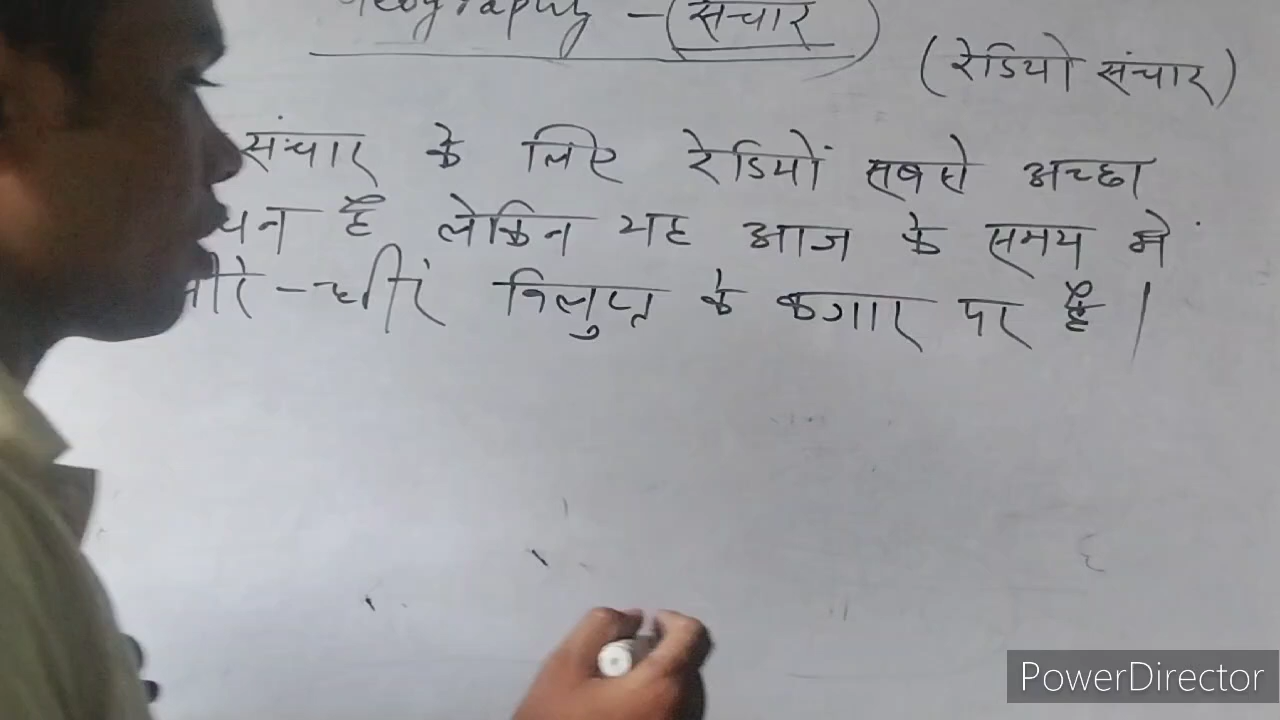 Geography - (संचार)
(रेडियो संचार)
संचार के लिए रेडियों सबसे अच्छा
है लेकिन यह आज के समय में
-धीरे विलुप्त के कगार पर है।
PowerDirector